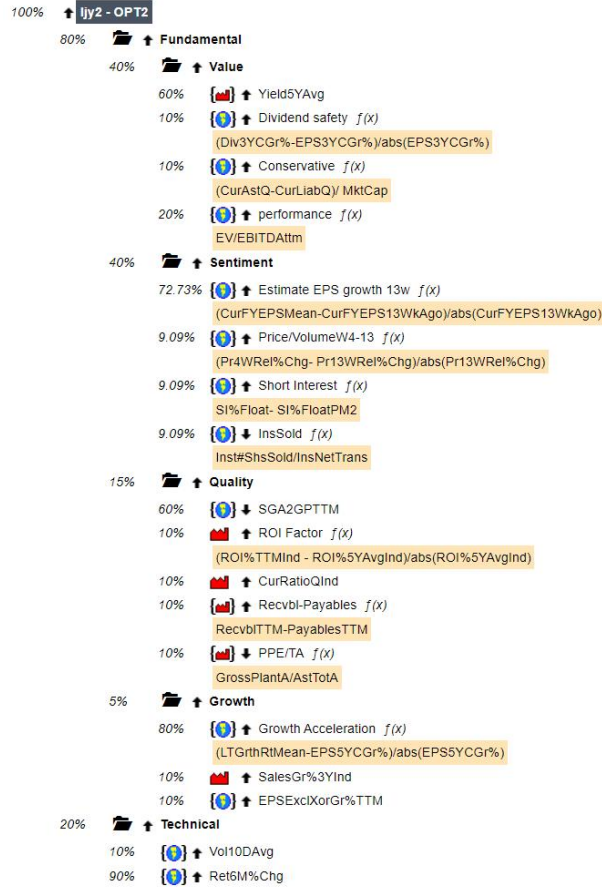 100% ljy2 - OPT2
80% Fundamental
40% Value
60% Yield5YAvg
10% Dividend safety f(x)
(Div3YCGr%-EPS3YCGr%)/abs(EPS3YCGr%)
10% Conservative f(x)
(CurAstQ-CurLiabQ)/ MktCap
20% performance f(x)
EV/EBITDAttm
40% Sentiment
72.73% Estimate EPS growth 13w f(x)
(CurFYEPSMean-CurFYEPS13WkAgo)/abs(CurFYEPS13WkAgo)
9.09% Price/VolumeW4-13 f(x)
(Pr4WRel%Chg- Pr13WRel%Chg)/abs(Pr13WRel%Chg)
9.09% Short Interest f(x)
SI%Float- SI%FloatPM2
9.09% InsSold f(x)
Inst#ShsSold/InsNetTrans
15% Quality
60% SGA2GPTTM
10% ROI Factor f(x)
(ROI%TTMInd - ROI%5YAvgInd)/abs(ROI%5YAvgInd)
10% CurRatioQInd
10% Recvbl-Payables f(x)
RecvblTTM-PayablesTTM
10% PPE/TA f(x)
GrossPlantA/AstTotA
5% Growth
80% Growth Acceleration f(x)
(LTGrthRtMean-EPS5YCGr%)/abs(EPS5YCGr%)
10% SalesGr%3YInd
10% EPSExclXorGr%TTM
20% Technical
10% Vol10DAvg
90% Ret6M%Chg